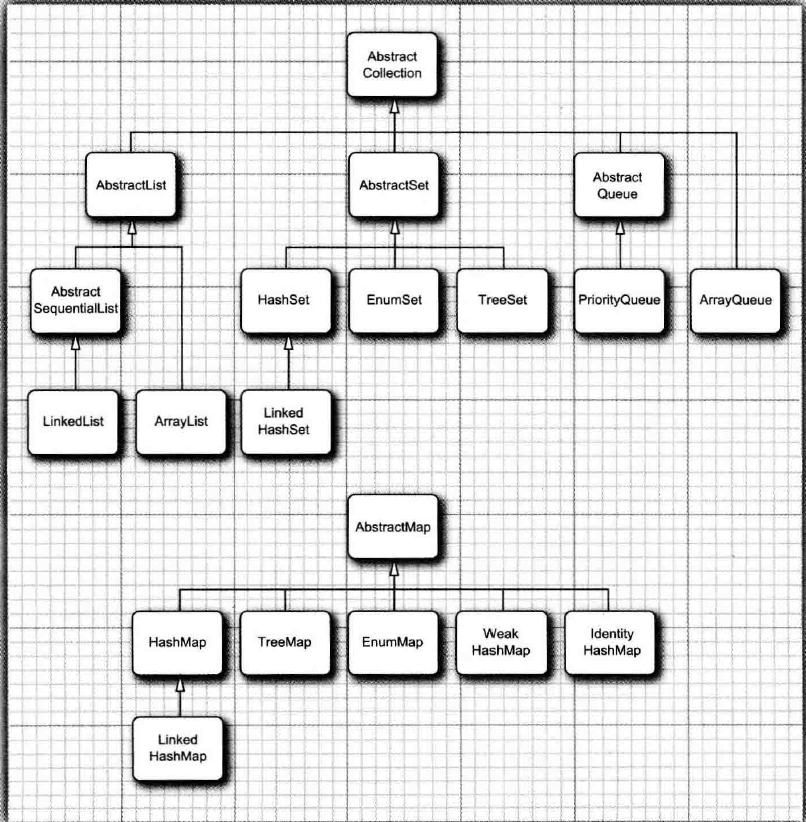 Abstract
Collection
AbstractList
AbstractSet
Abstract
Queue
Abstract
SequentialList
HashSet
EnumSet
TreeSet
PriorityQueue
ArrayQueue
LinkedList
ArrayList
Linked
HashSet
AbstractMap
HashMap
TreeMap
EnumMap
Weak
HashMap
Identity
HashMap
Linked
HashMap